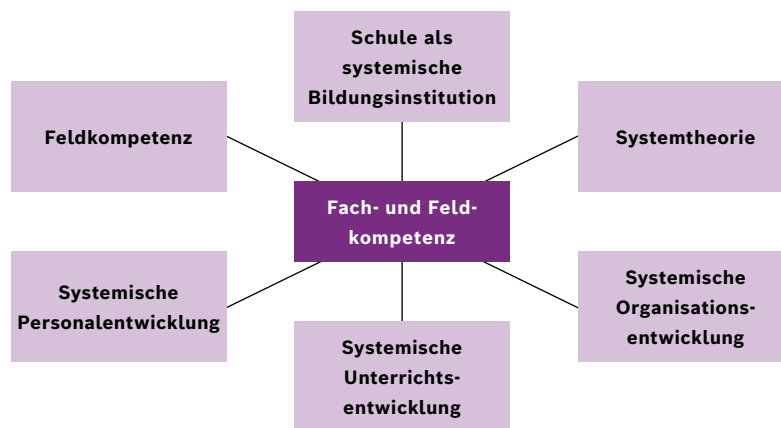 Schule als
systemische
Bildungsinstitution
Feldkompetenz
Systemtheorie
Fach- und Feld-
kompetenz
Systemische
Personalentwicklung
Systemische
Organisations-
entwicklung
Systemische
Unterrichts-
entwicklung